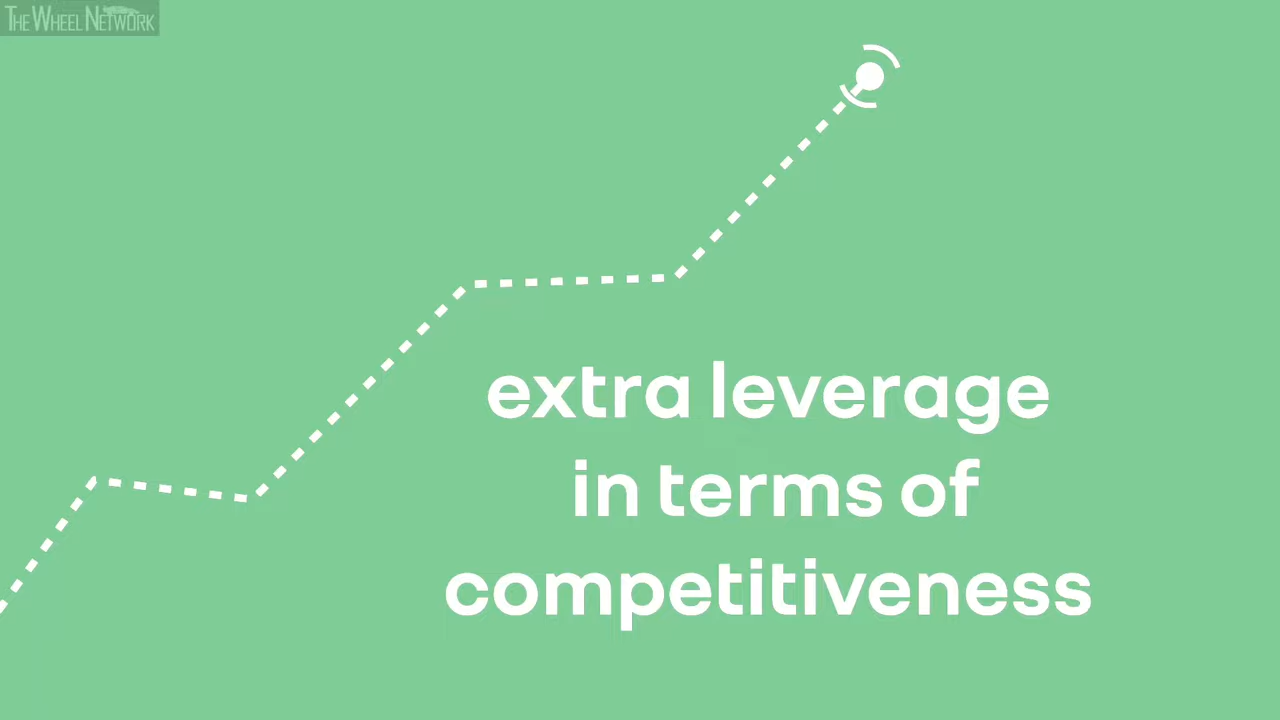 THE WHEEL NETWORK
extra leverage
in terms of
competitiveness